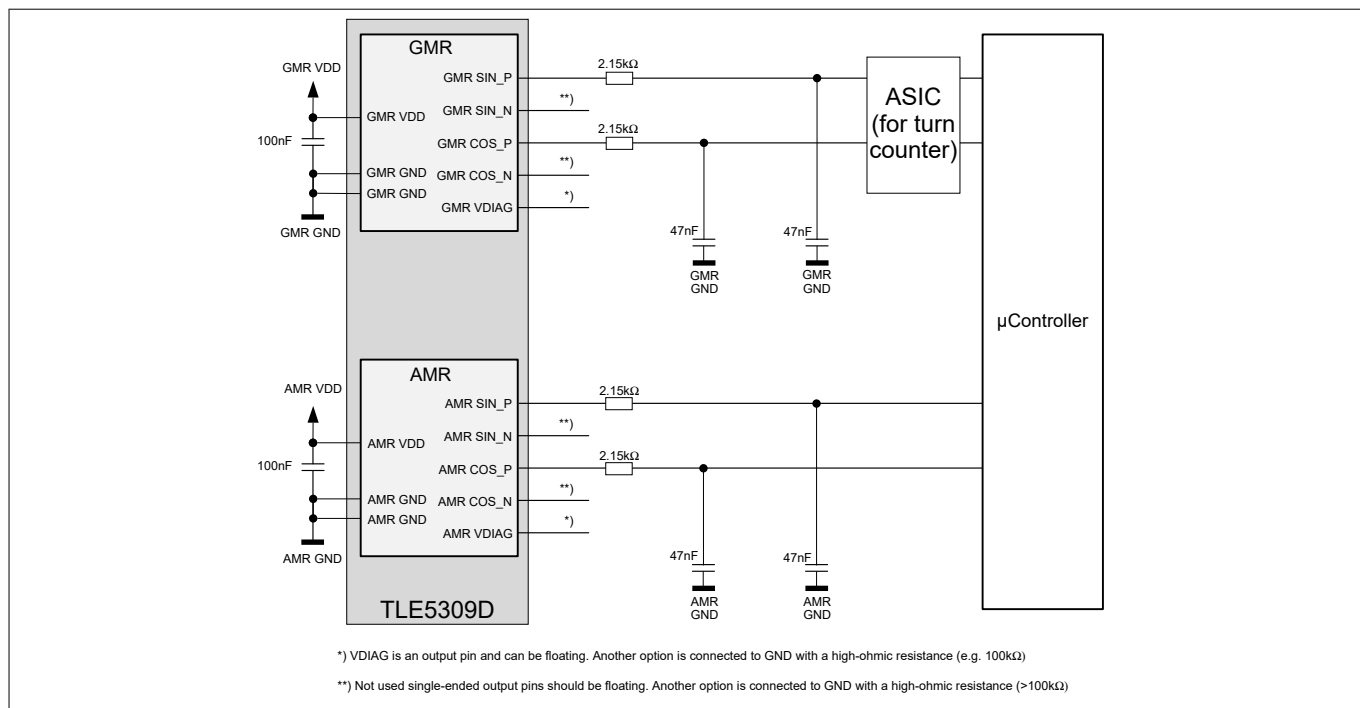 GMR
GMR VDD
GMR SIN_P
2.15kΩ
GMR VDD
GMR SIN_N
**)
100nF
GMR COS_P
2.15kΩ
GMR GND
GMR COS_N
**)
GMR GND
GMR VDIAG
*)
GMR GND
47nF
GMR
GND
47nF
GMR
GND
ASIC
(for turn
counter)
µController
AMR
AMR VDD
AMR SIN_P
2.15kΩ
AMR VDD
AMR SIN_N
**)
100nF
AMR COS_P
2.15kΩ
AMR GND
AMR COS_N
**)
AMR GND
AMR VDIAG
*)
AMR GND
47nF
AMR
GND
47nF
AMR
GND
TLE5309D
*) VDIAG is an output pin and can be floating. Another option is connected to GND with a high-ohmic resistance (e.g. 100kΩ)
**) Not used single-ended output pins should be floating. Another option is connected to GND with a high-ohmic resistance (>100kΩ)